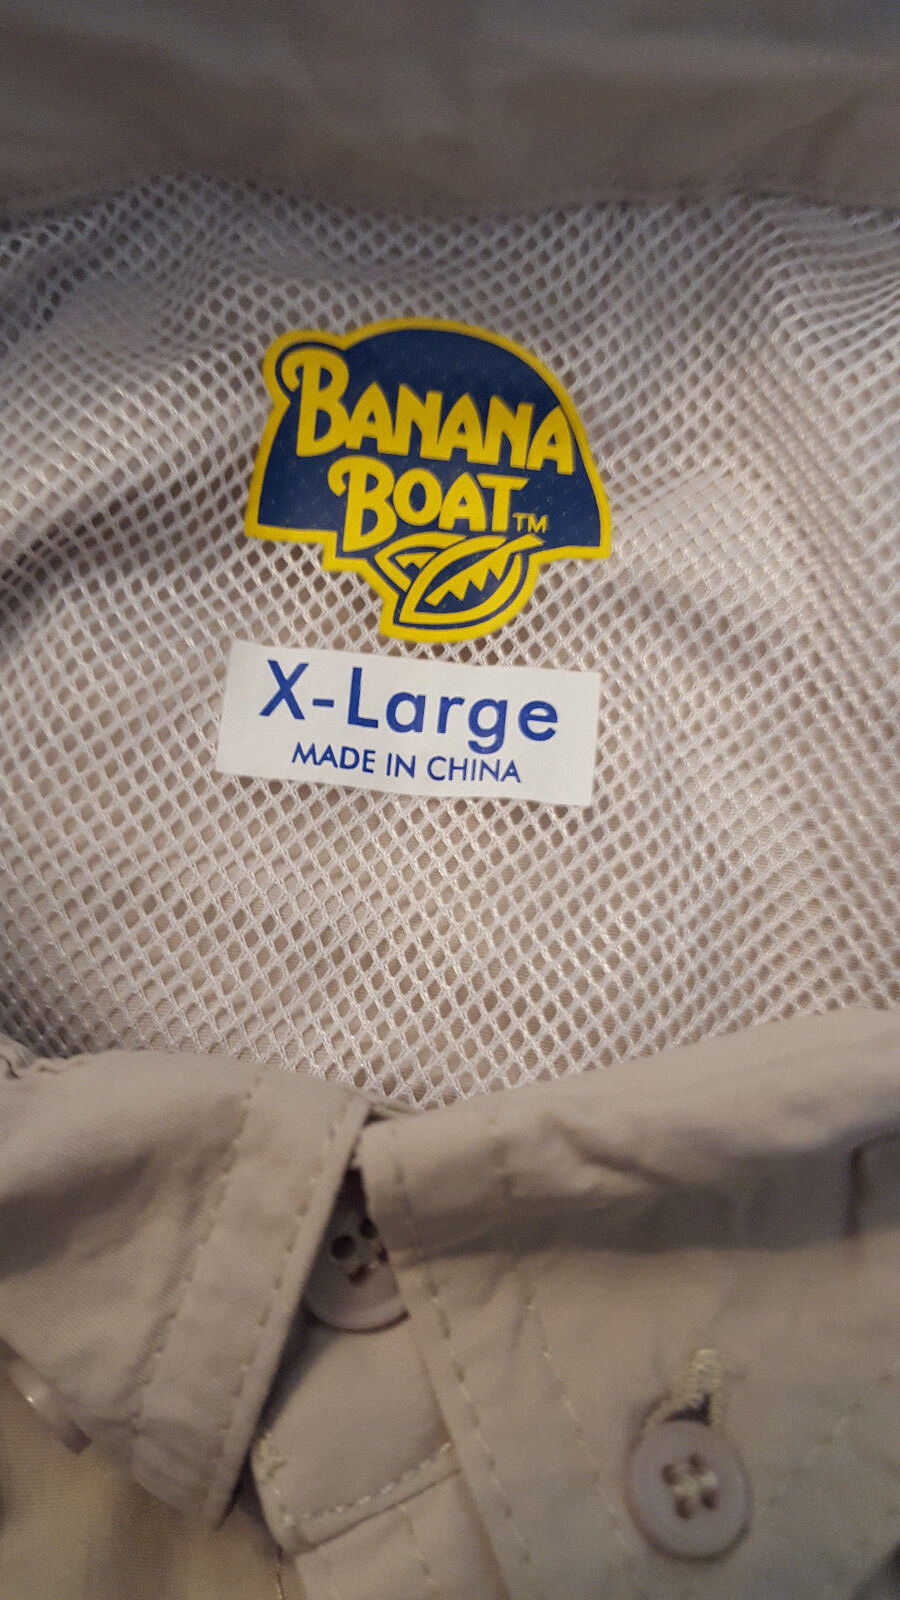 BANANA
BOAT™
X-Large
MADE IN CHINA